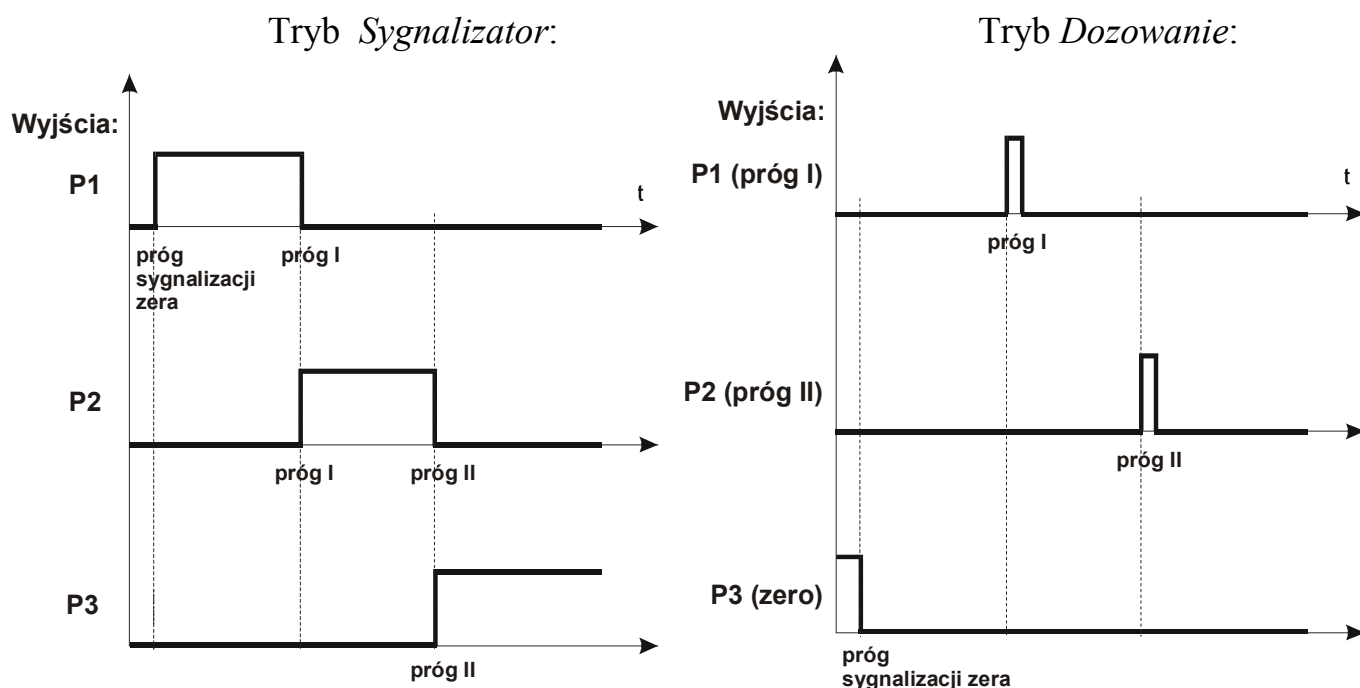 Tryb Sygnalizator:
Wyjścia:
P1
t
próg
sygnalizacji
zera
próg I
P2
próg I
próg II
P3
próg II
Tryb Dozowanie:
Wyjścia:
P1 (próg I)
t
próg I
P2 (próg II)
próg II
P3 (zero)
próg
sygnalizacji zera